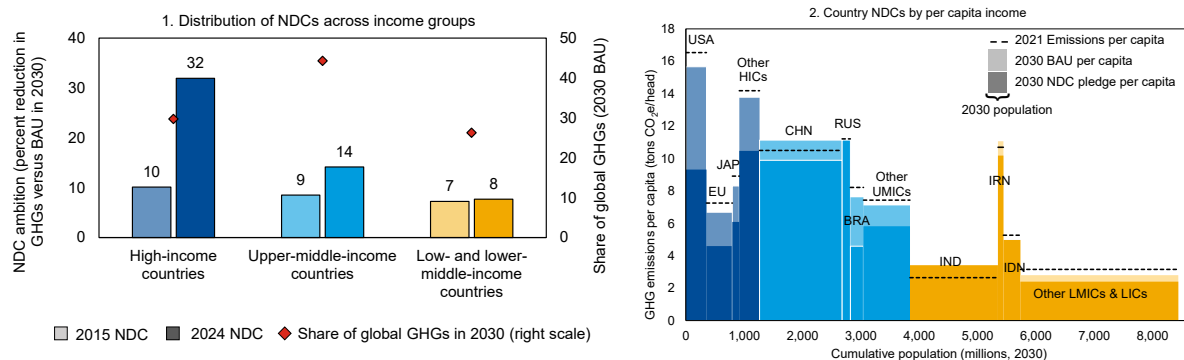 1. Distribution of NDCs across income groups
NDC ambition (percent reduction in
GHGs versus BAU in 2030)
40
30
20
10
0
10
32
9
14
7
8
50
40
30
20
10
0
Share of global GHGs (2030 BAU)
High-income
countries
Upper-middle-income
countries
Low- and lower-
middle-income
countries
2015 NDC
2024 NDC
Share of global GHGs in 2030 (right scale)
2. Country NDCs by per capita income
GHG emissions per capita (tons CO₂e/head)
18
16
14
12
10
8
6
4
2
0
USA
EU
JAP
Other
HICs
CHN
RUS
BRA
Other
UMICs
IND
IRN
IDN
Other LMICs & LICs
2021 Emissions per capita
2030 BAU per capita
2030 NDC pledge per capita
2030 population
0
1,000
2,000
3,000
4,000
5,000
6,000
7,000
8,000
Cumulative population (millions, 2030)